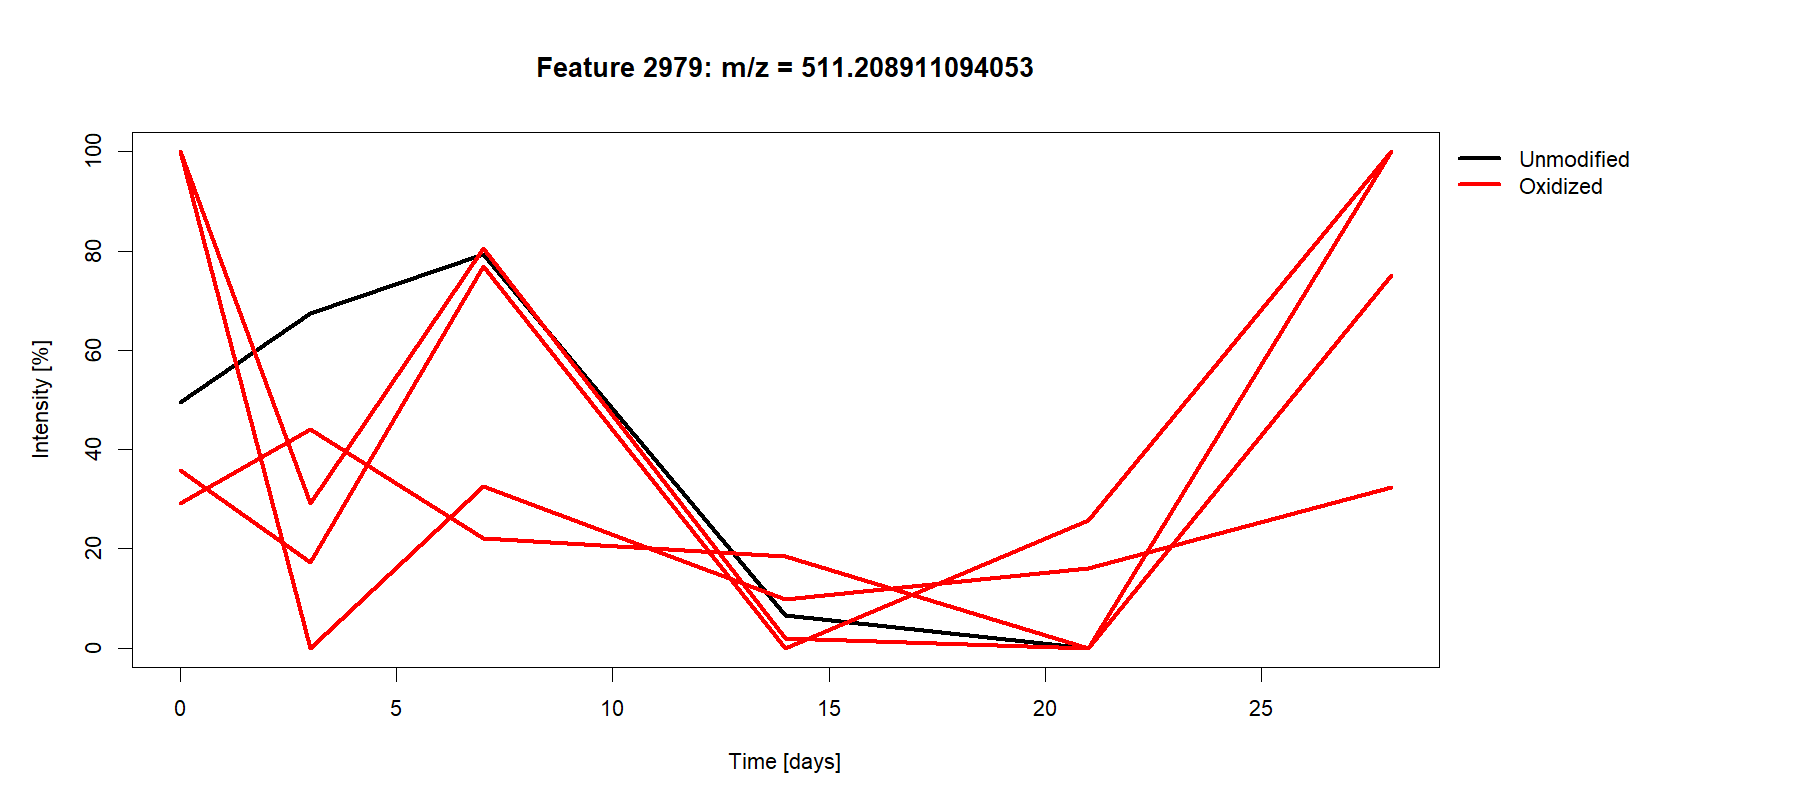 Feature 2979: m/z = 511.208911094053
Unmodified
Oxidized
Intensity [%]
100
80
60
40
20
0
0 5 10 15 20 25
Time [days]